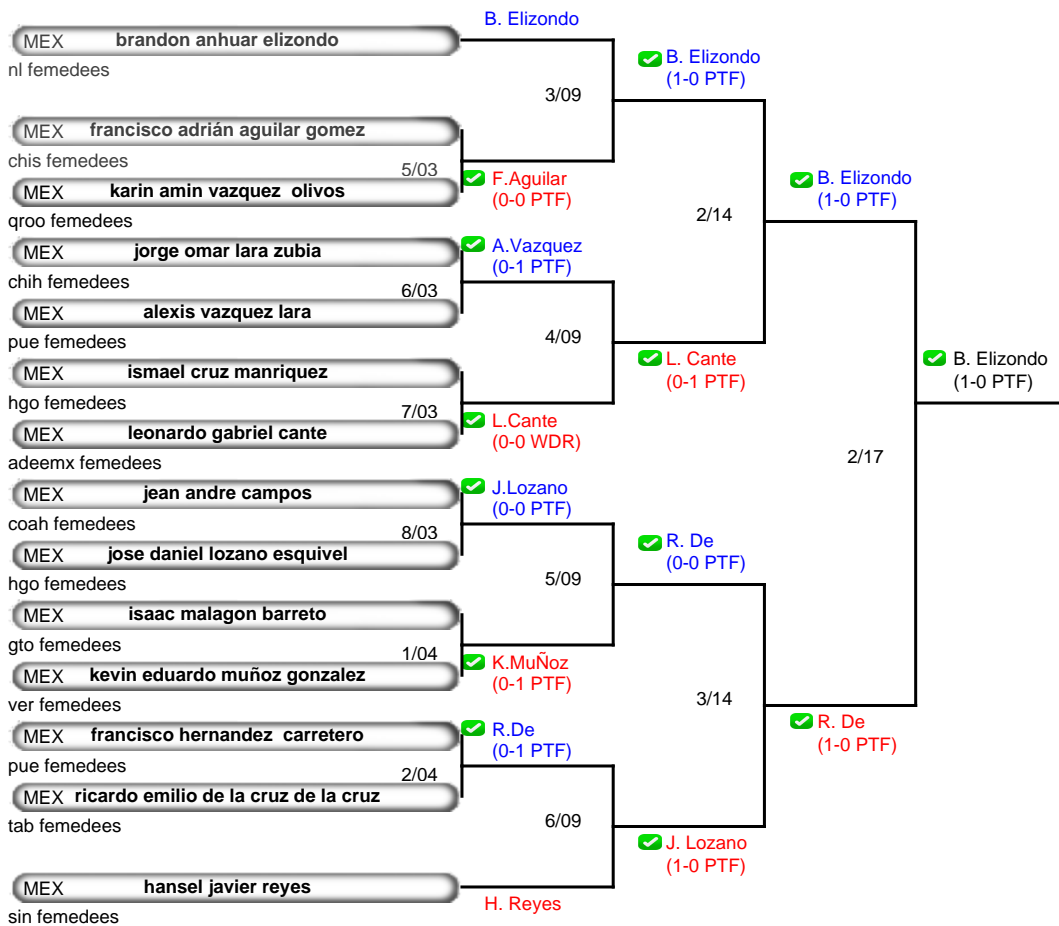 B. Elizondo
MEX brandon anhuar elizondo
nl femedees
B. Elizondo
(1-0 PTF)
3/09
MEX francisco adrián aguilar gomez
chis femedees
5/03
F.Aguilar
(0-0 PTF)
MEX karin amin vazquez olivos
qroo femedees
B. Elizondo
(1-0 PTF)
2/14
MEX jorge omar lara zubia
chih femedees
A.Vazquez
(0-1 PTF)
6/03
MEX alexis vazquez lara
pue femedees
4/09
L. Cante
(0-1 PTF)
B. Elizondo
(1-0 PTF)
MEX ismael cruz manriquez
hgo femedees
7/03
L.Cante
(0-0 WDR)
MEX leonardo gabriel cante
adeemx femedees
2/17
MEX jean andre campos
coah femedees
J.Lozano
(0-0 PTF)
8/03
MEX jose daniel lozano esquivel
hgo femedees
R. De
(0-0 PTF)
5/09
MEX isaac malagon barreto
gto femedees
1/04
K.MuÑoz
(0-1 PTF)
MEX kevin eduardo muñoz gonzalez
ver femedees
3/14
R. De
(1-0 PTF)
MEX francisco hernandez carretero
pue femedees
R.De
(0-1 PTF)
2/04
MEX ricardo emilio de la cruz de la cruz
tab femedees
6/09
J. Lozano
(1-0 PTF)
MEX hansel javier reyes
sin femedees
H. Reyes